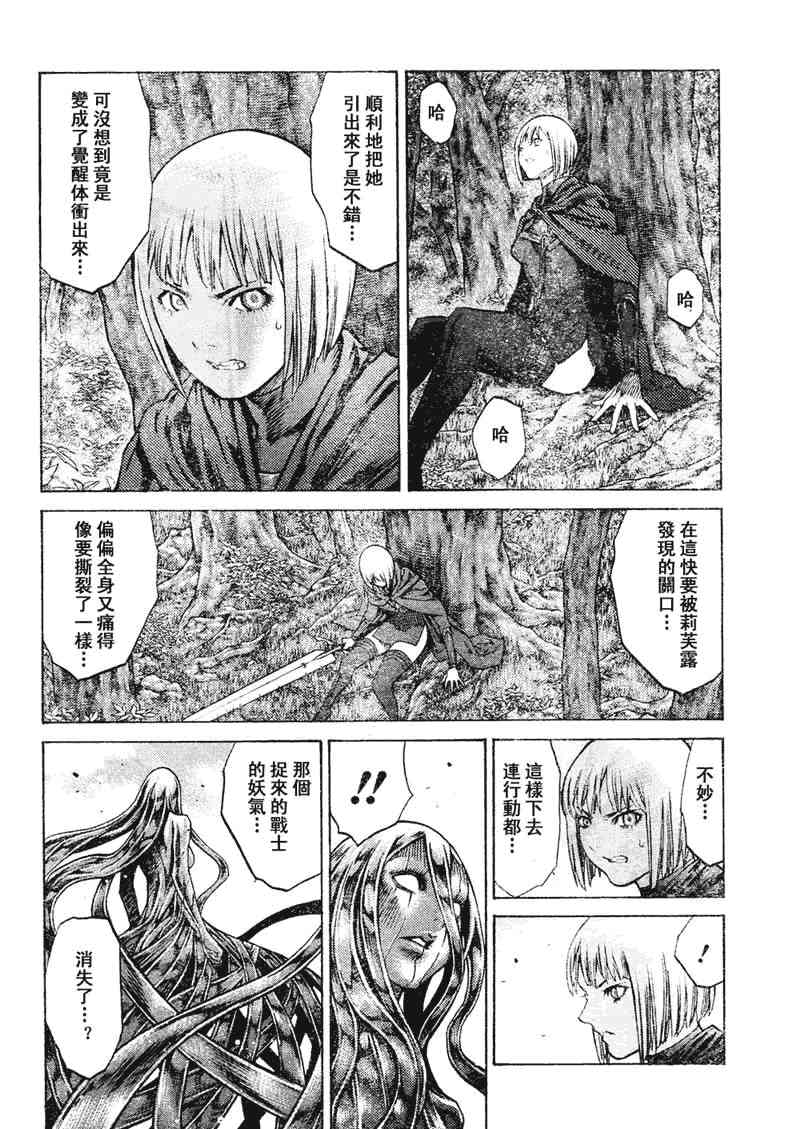 哈
哈
哈
順利地把她
引出來了是不錯…
可沒想到竟是
變成了覺醒体衝出來…
在這快要被莉芙露
發現的關口…
偏偏全身又痛得
像要撕裂了一樣…
不妙…
這樣下去
連行動都…
！
！！
那個
捉來的戰士
的妖氣…
消失了…？